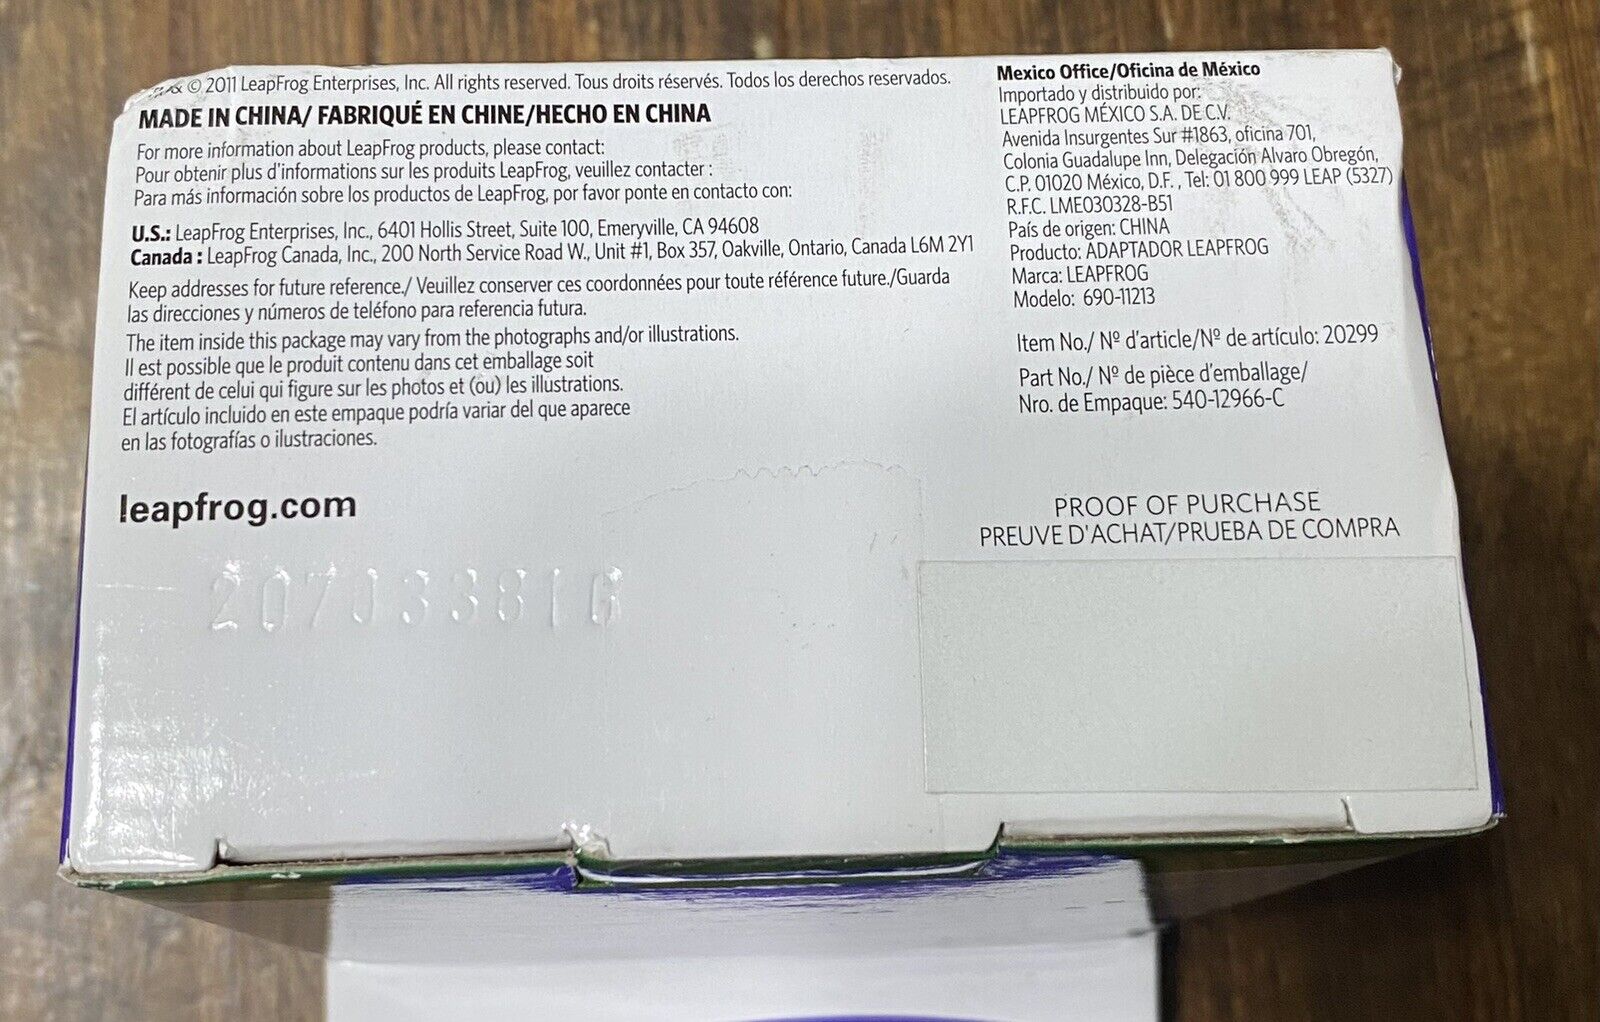 & © 2011 LeapFrog Enterprises, Inc. All rights reserved. Tous droits réservés. Todos los derechos reservados.
MADE IN CHINA/ FABRIQUÉ EN CHINE/HECHO EN CHINA
For more information about LeapFrog products, please contact:
Pour obtenir plus d'informations sur les produits LeapFrog, veuillez contacter :
Para más información sobre los productos de LeapFrog, por favor ponte en contacto con:
U.S.: LeapFrog Enterprises, Inc., 6401 Hollis Street, Suite 100, Emeryville, CA 94608
Canada : LeapFrog Canada, Inc., 200 North Service Road W., Unit #1, Box 357, Oakville, Ontario, Canada L6M 2Y1
Keep addresses for future reference./ Veuillez conserver ces coordonnées pour toute référence future./Guarda
las direcciones y números de teléfono para referencia futura.
The item inside this package may vary from the photographs and/or illustrations.
Il est possible que le produit contenu dans cet emballage soit
différent de celui qui figure sur les photos et (ou) les illustrations.
El artículo incluido en este empaque podría variar del que aparece
en las fotografías o ilustraciones.
leapfrog.com
Mexico Office/Oficina de México
Importado y distribuido por:
LEAPFROG MÉXICO S.A. DE C.V.
Avenida Insurgentes Sur #1863, oficina 701,
Colonia Guadalupe Inn, Delegación Alvaro Obregón,
C.P. 01020 México, D.F. , Tel: 01 800 999 LEAP (5327)
R.F.C. LME030328-B51
País de origen: CHINA
Producto: ADAPTADOR LEAPFROG
Marca: LEAPFROG
Modelo: 690-11213
Item No./ Nº d'article/Nº de artículo: 20299
Part No./ Nº de pièce d'emballage/
Nro. de Empaque: 540-12966-C
PROOF OF PURCHASE
PREUVE D'ACHAT/PRUEBA DE COMPRA